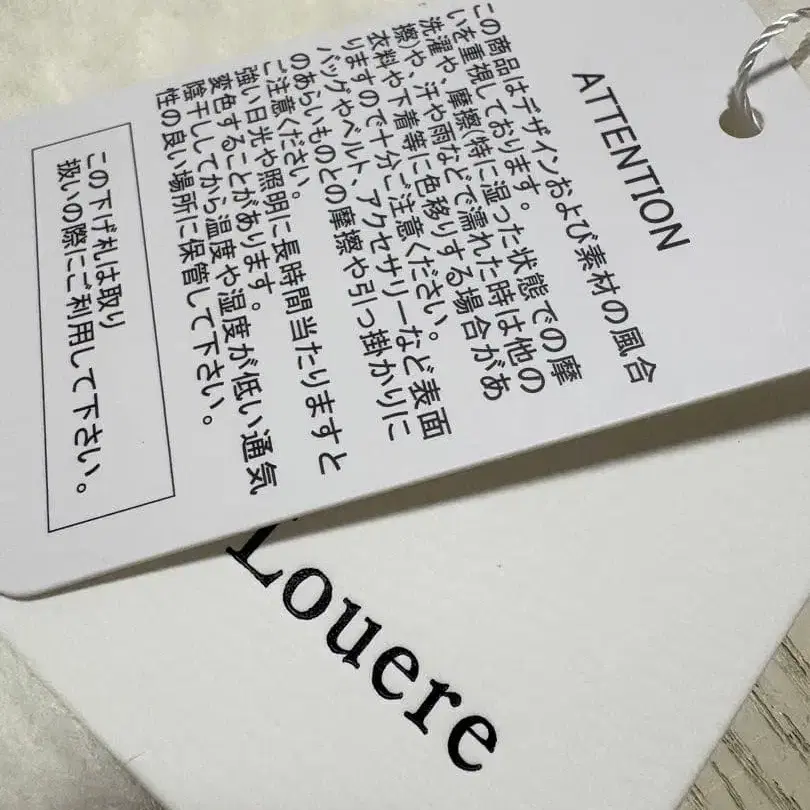 ATTENTION
この商品はデザインおよび素材の風合
いを重視しております。
洗濯や、摩擦(特に湿った状態での摩
擦)や、汗や雨などで濡れた時は他の
衣料や下着等に色移りする場合があ
りますので十分ご注意ください。
バッグやベルト、アクセサリーなど表面
のあらいものとの摩擦や引っ掛かりに
ご注意ください。
強い日光や照明に長時間当たりますと
変色することがあります。
陰干ししてから温度や湿度が低い通気
性の良い場所に保管して下さい。
この下げ札は取り
扱いの際にご利用して下さい。
Louere